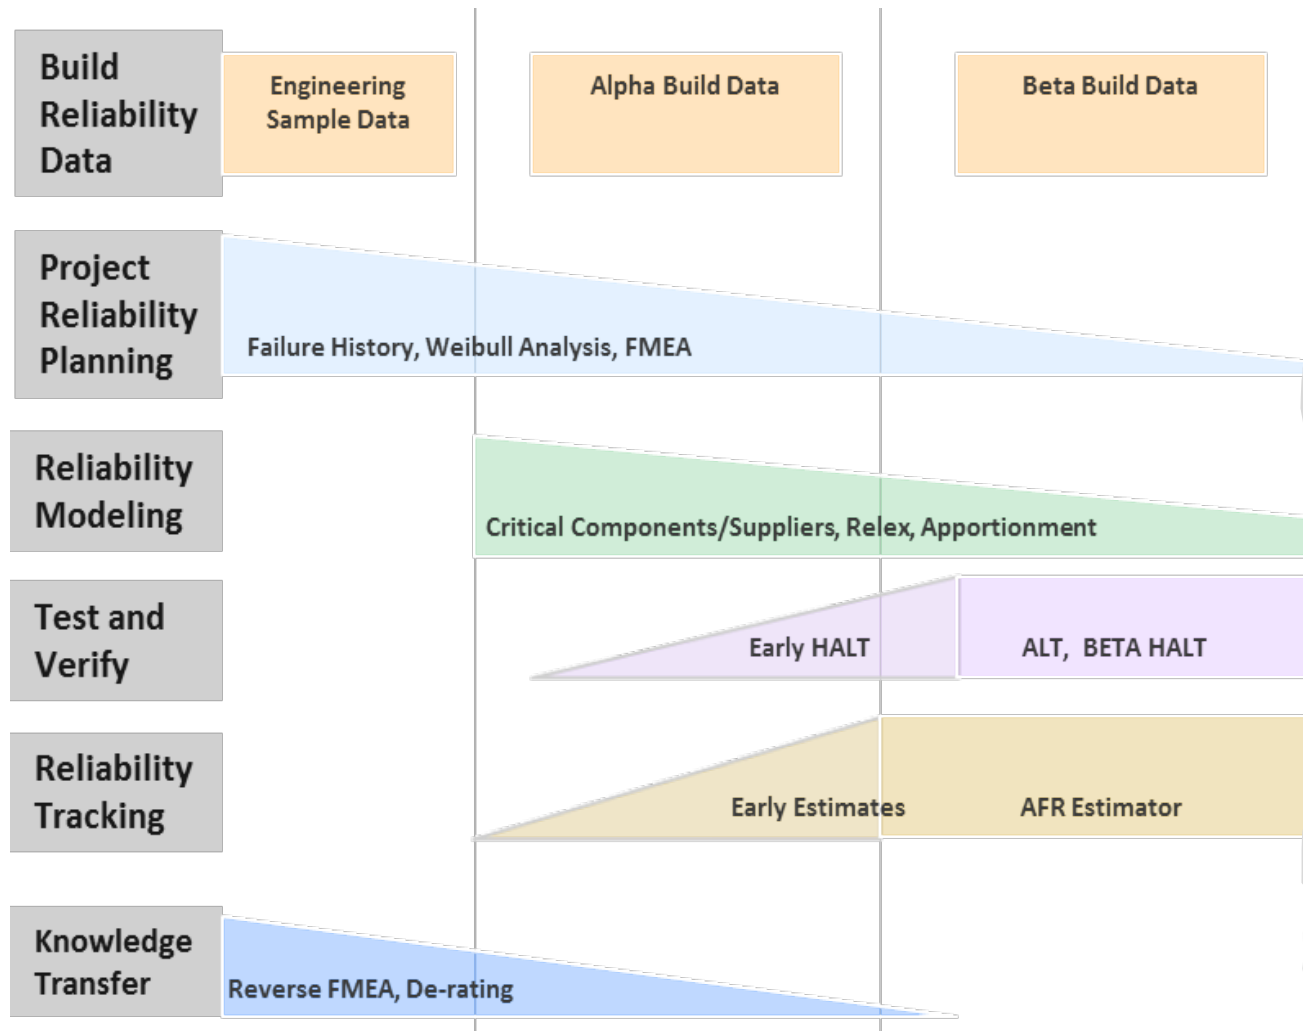 Build
Reliability
Data
Engineering
Sample Data
Alpha Build Data
Beta Build Data
Project
Reliability
Planning
Failure History, Weibull Analysis, FMEA
Reliability
Modeling
Critical Components/Suppliers, Relex, Apportionment
Test and
Verify
Early HALT
ALT, BETA HALT
Reliability
Tracking
Early Estimates
AFR Estimator
Knowledge
Transfer
Reverse FMEA, De-rating